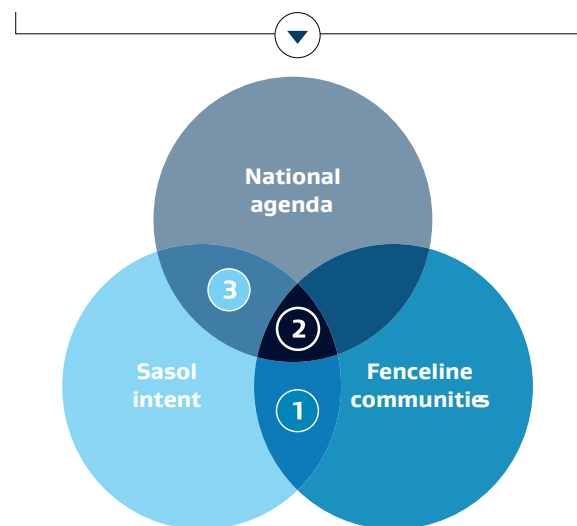 National
agenda
3
2
Sasol
intent
Fenceline
communities
1